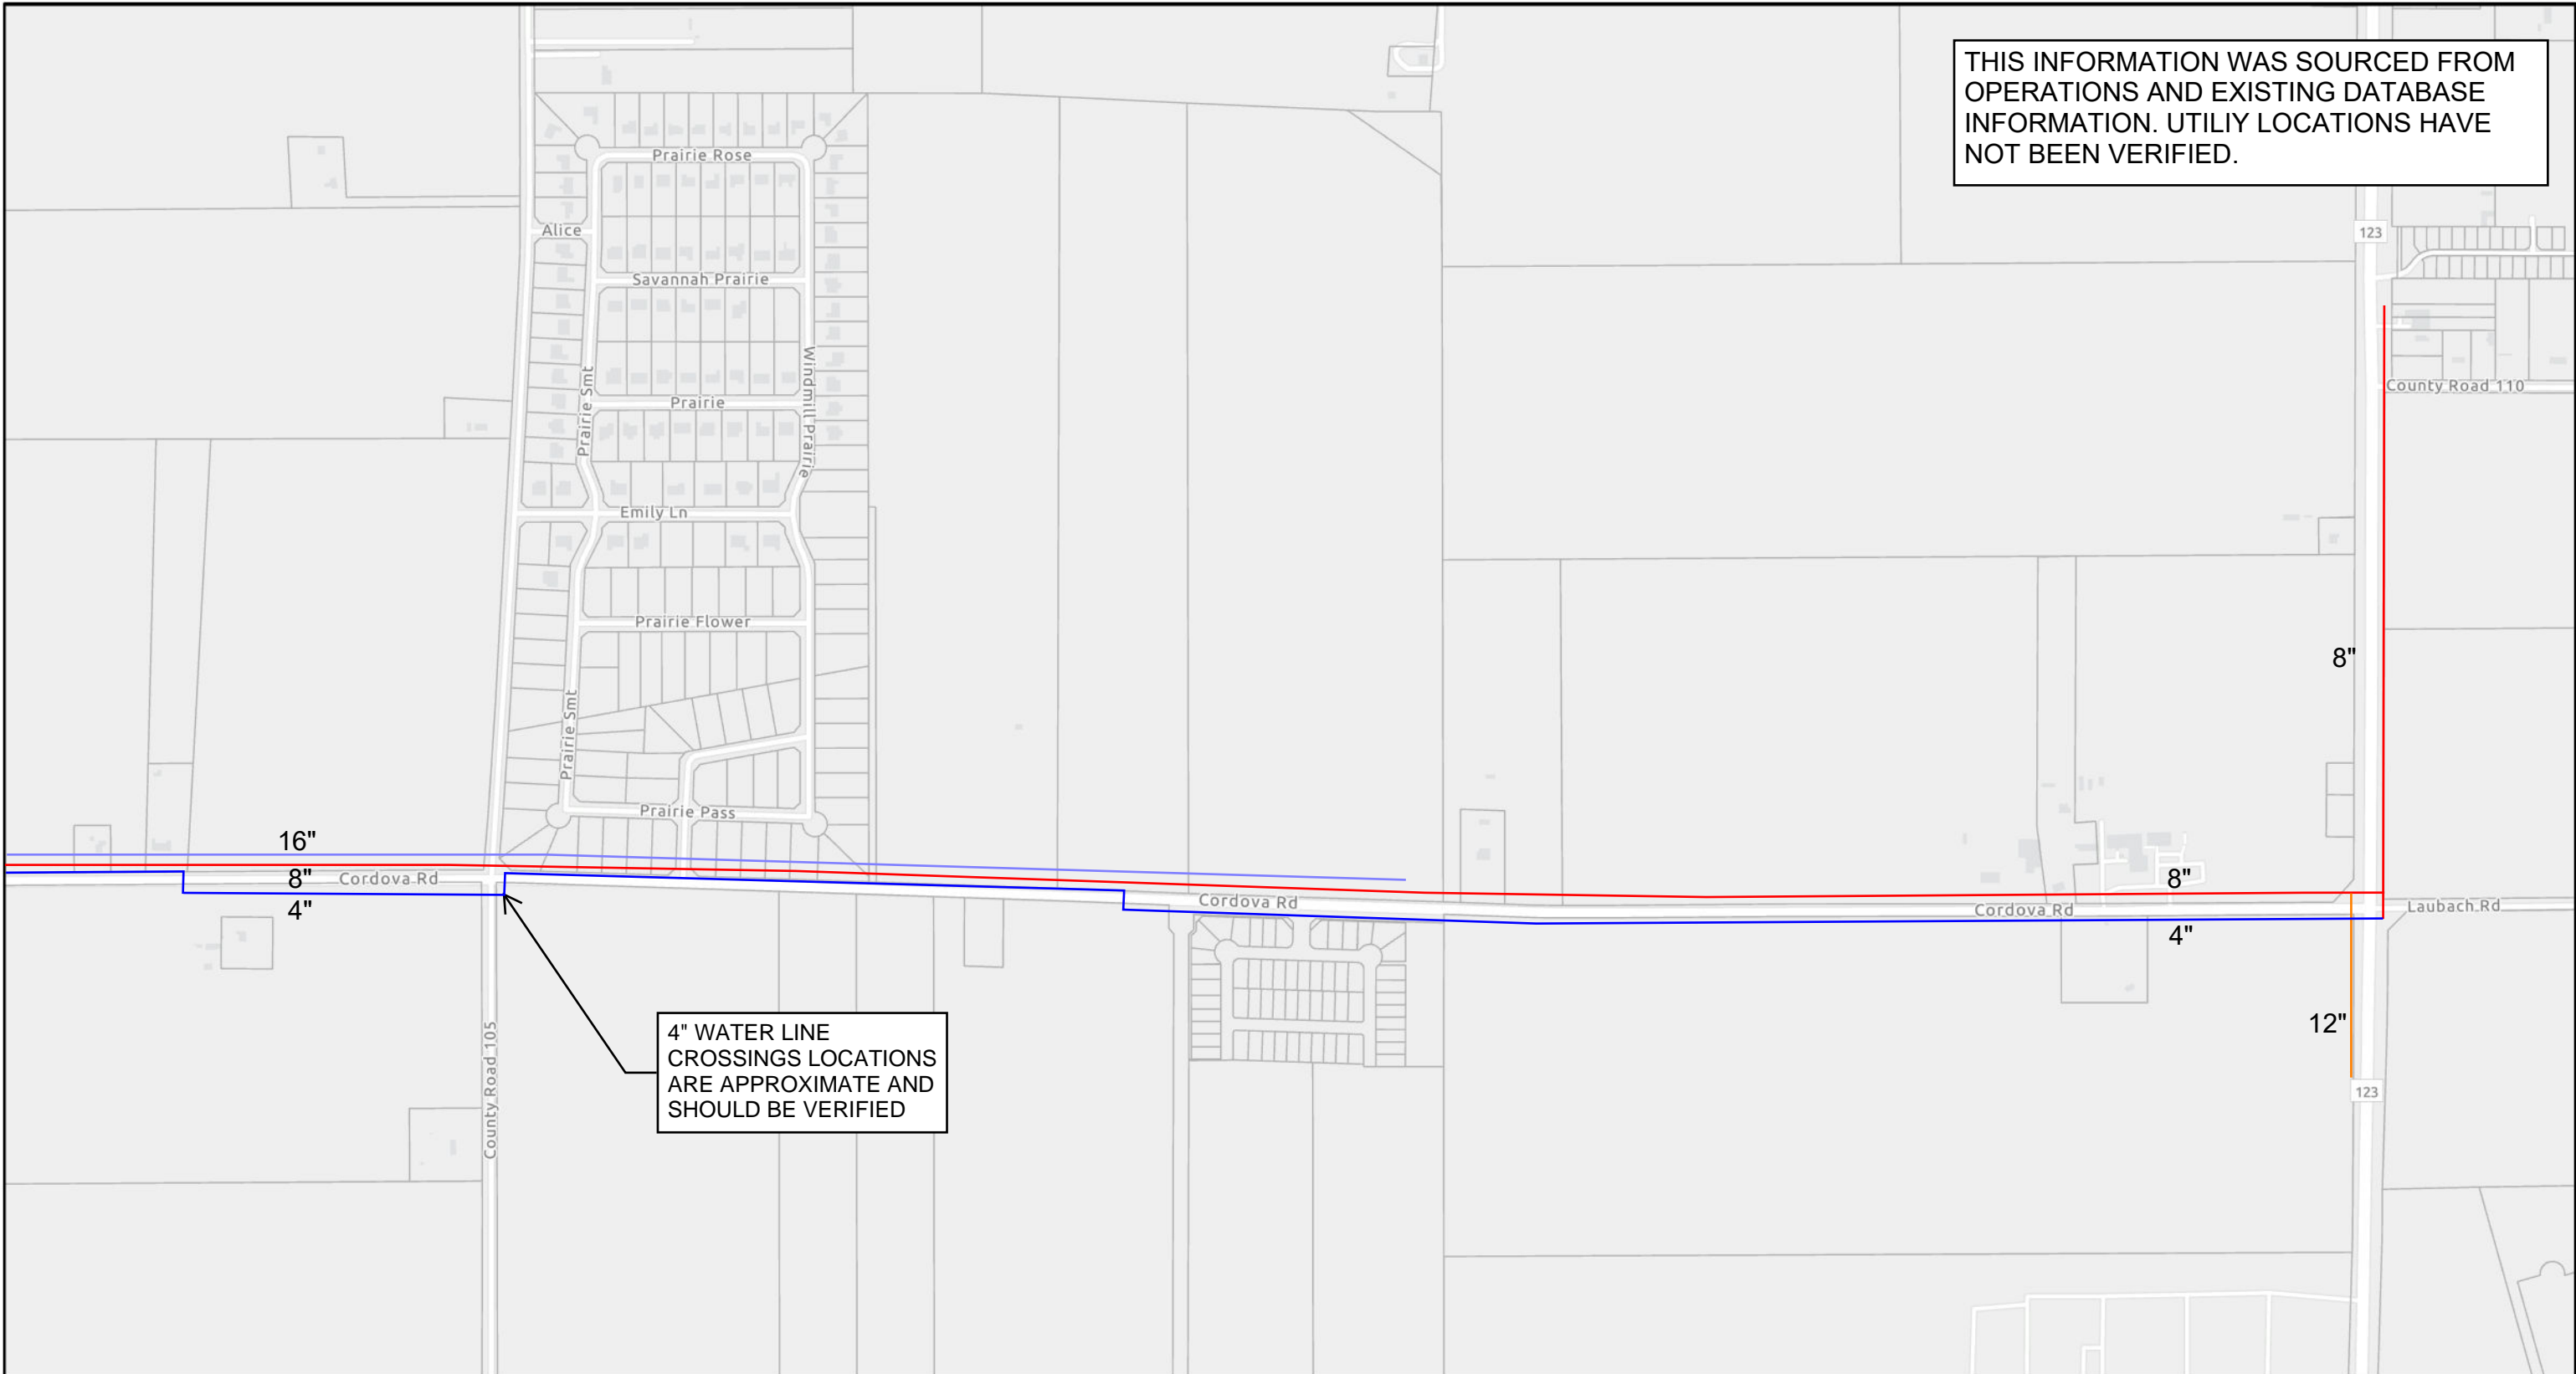 THIS INFORMATION WAS SOURCED FROM
OPERATIONS AND EXISTING DATABASE
INFORMATION. UTILIY LOCATIONS HAVE
NOT BEEN VERIFIED.
Prairie Rose
Alice
123
Savannah Prairie
Windmill Prairie
Prairie Smt
Prairie
County Road 110
Emily Ln
Prairie Flower
8"
Prairie Smt
Prairie Pass
16"
8"
Cordova Rd
4"
Cordova Rd
8"
Cordova Rd
Laubach Rd
4"
12"
4" WATER LINE
CROSSINGS LOCATIONS
ARE APPROXIMATE AND
SHOULD BE VERIFIED
County Road 105
123